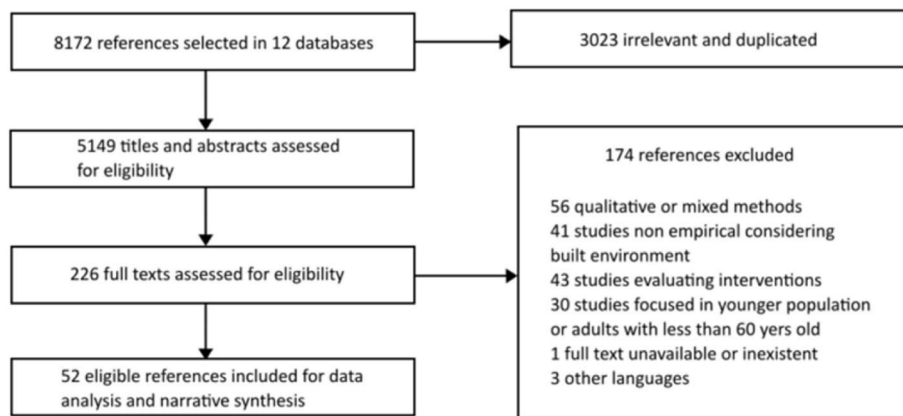 8172 references selected in 12 databases
3023 irrelevant and duplicated
5149 titles and abstracts assessed
for eligibility
174 references excluded
56 qualitative or mixed methods
41 studies non empirical considering
built environment
226 full texts assessed for eligibility
43 studies evaluating interventions
30 studies focused in younger population
or adults with less than 60 yers old
1 full text unavailable or inexistent
3 other languages
52 eligible references included for data
analysis and narrative synthesis